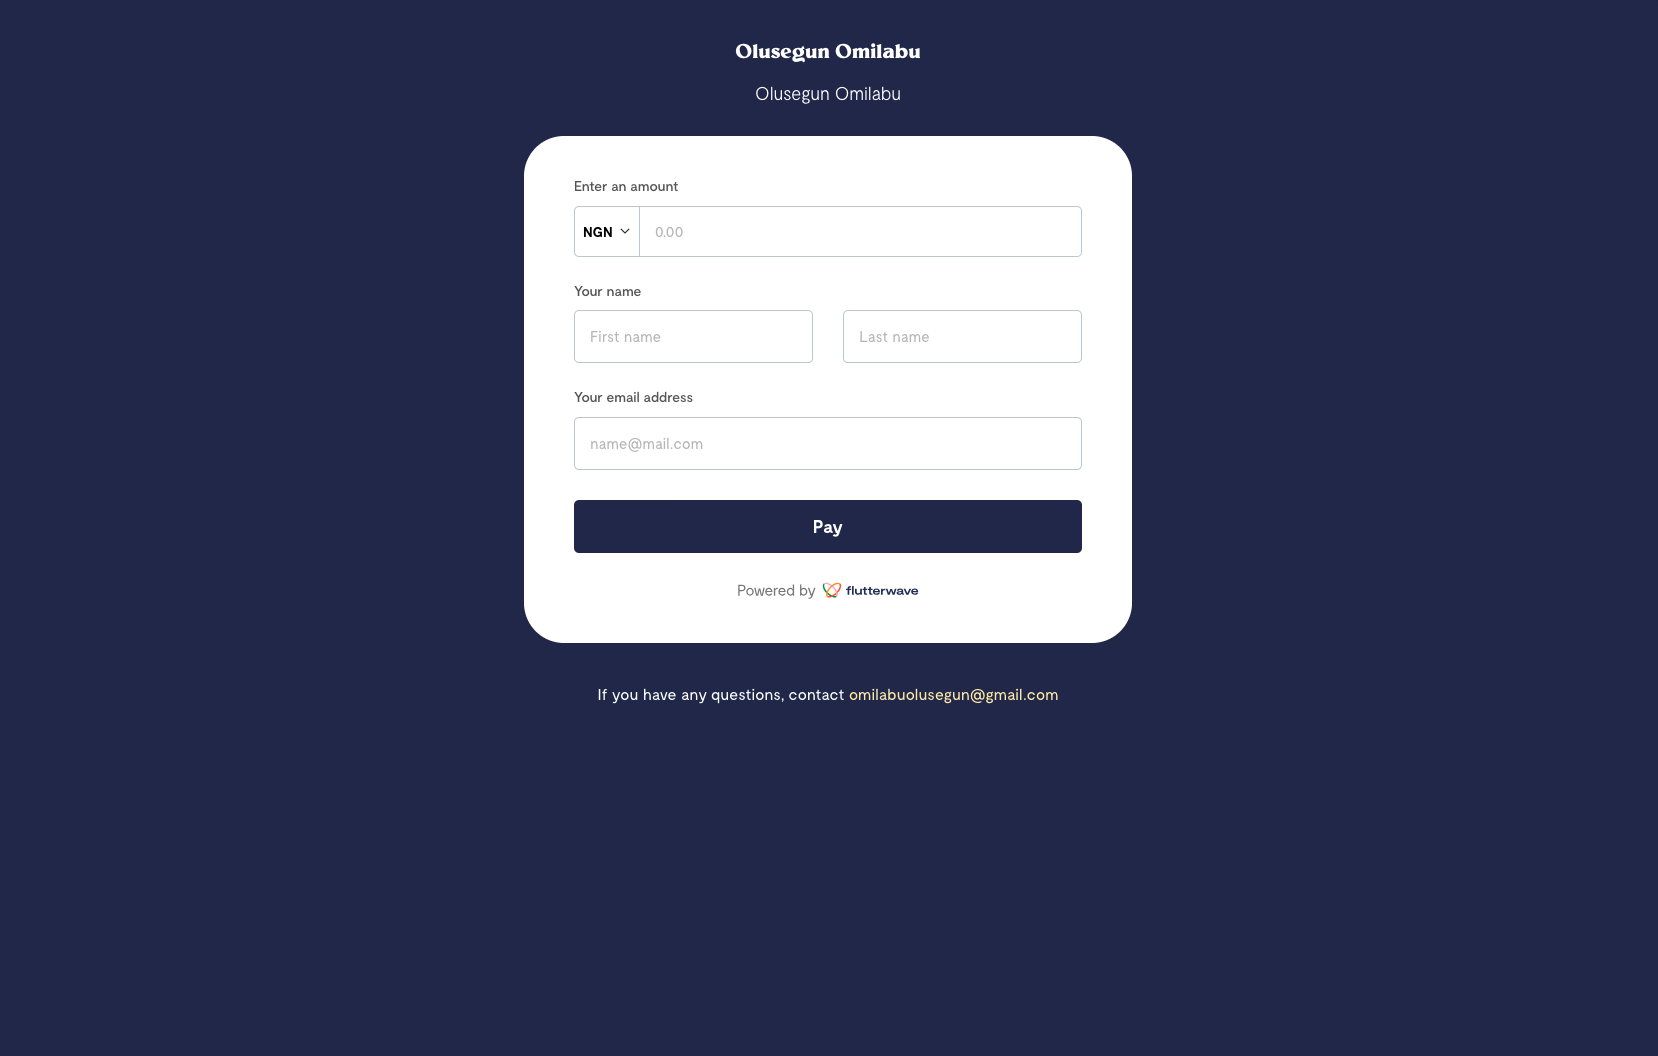 Olusegun Omilabu
Olusegun Omilabu
Enter an amount
NGN 0.00
Your name
First name Last name
Your email address
name@mail.com
Pay
Powered by flutterwave
If you have any questions, contact omilabuolusegun@gmail.com